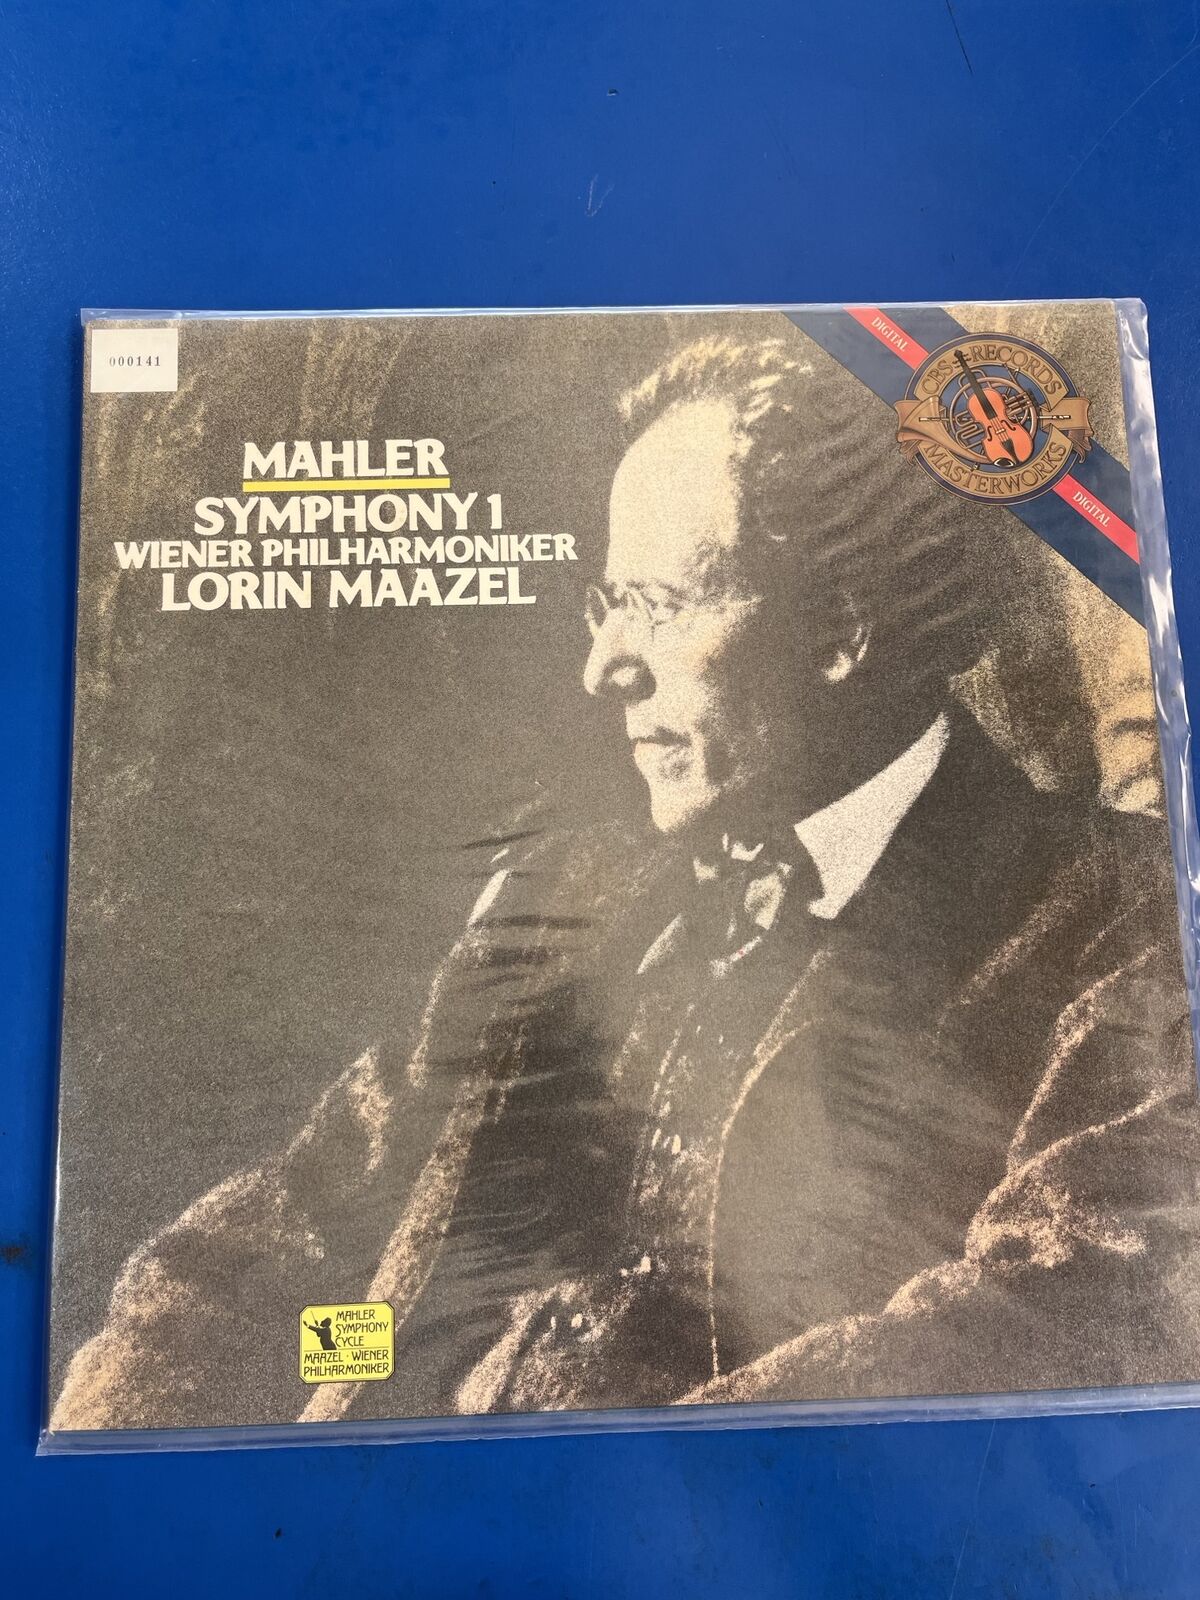 000141
DIGITAL
CBS RECORDS
MASTERWORKS
DIGITAL
MAHLER
SYMPHONY 1
WIENER PHILHARMONIKER
LORIN MAAZEL
MAHLER
SYMPHONY
CYCLE
MAAZEL · WIENER
PHILHARMONIKER